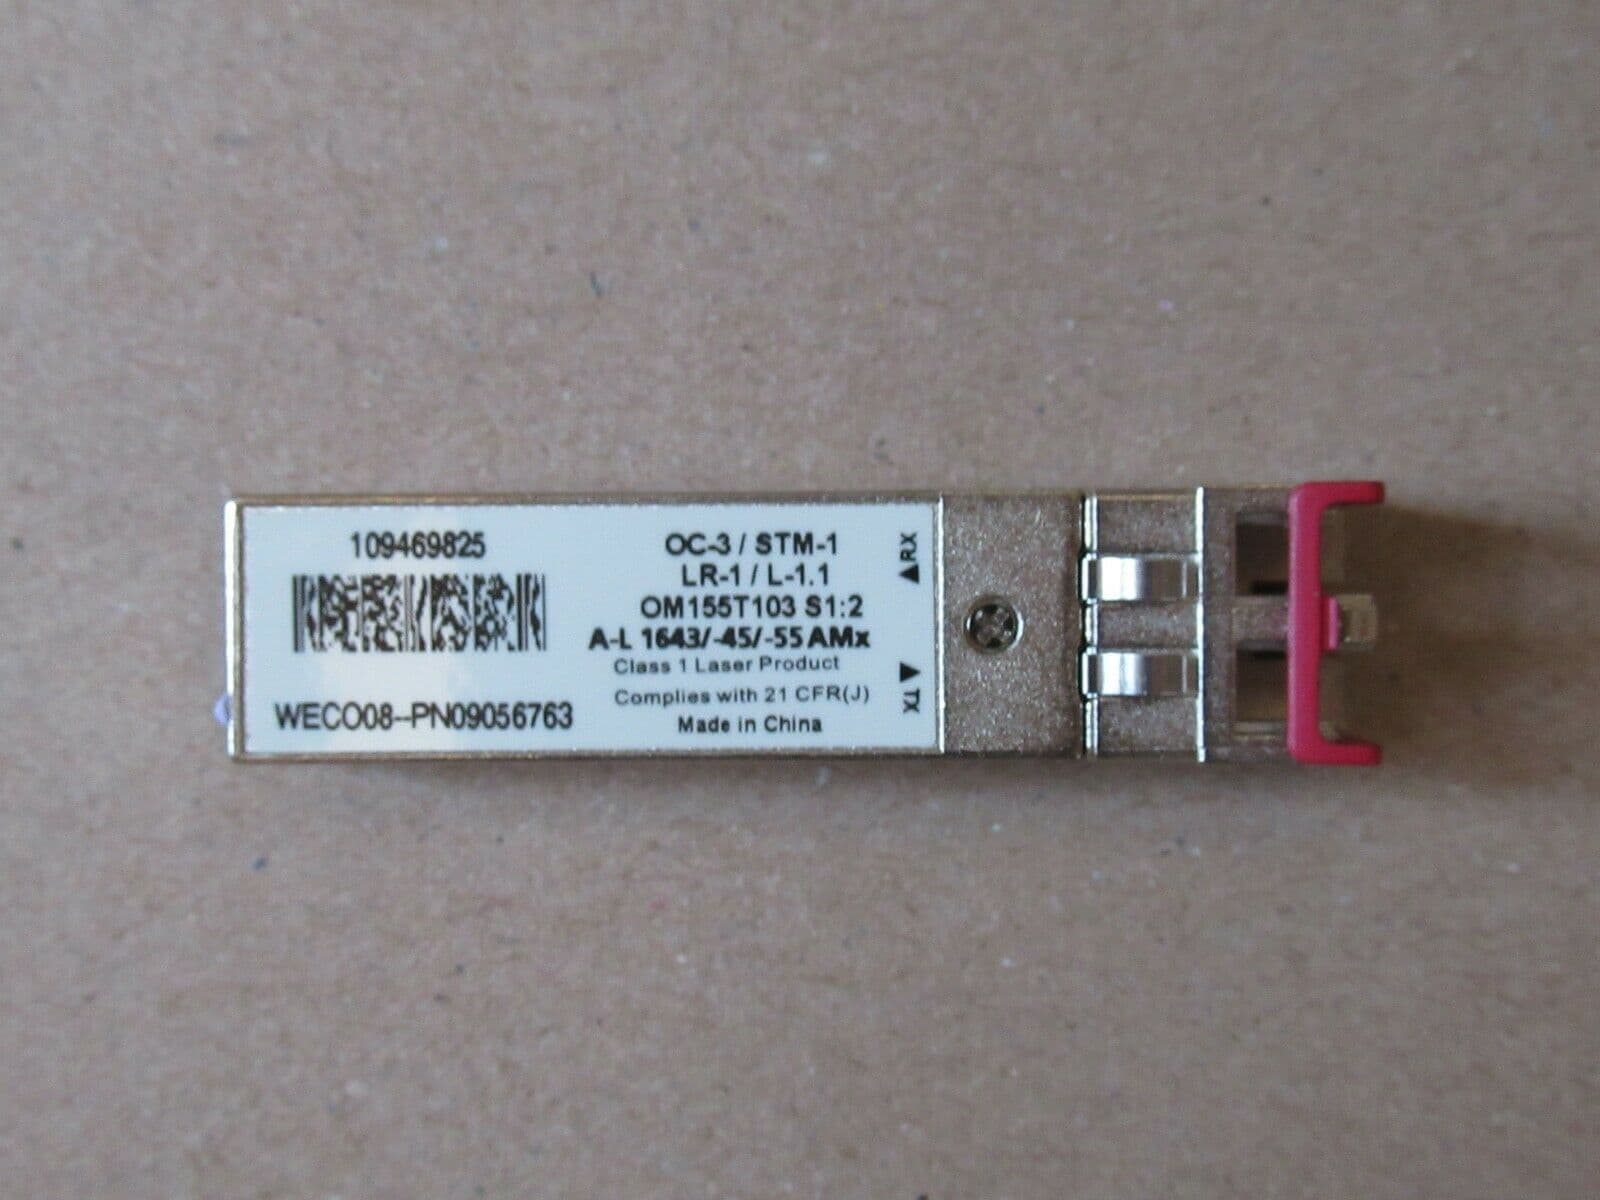 109469825
WECO08--PN09056763
OC-3 / STM-1
LR-1 / L-1.1
OM155T103 S1:2
A-L 1643/-45/-55 AMx
Class 1 Laser Product
Complies with 21 CFR(J)
Made in China
▲RX
TX▲